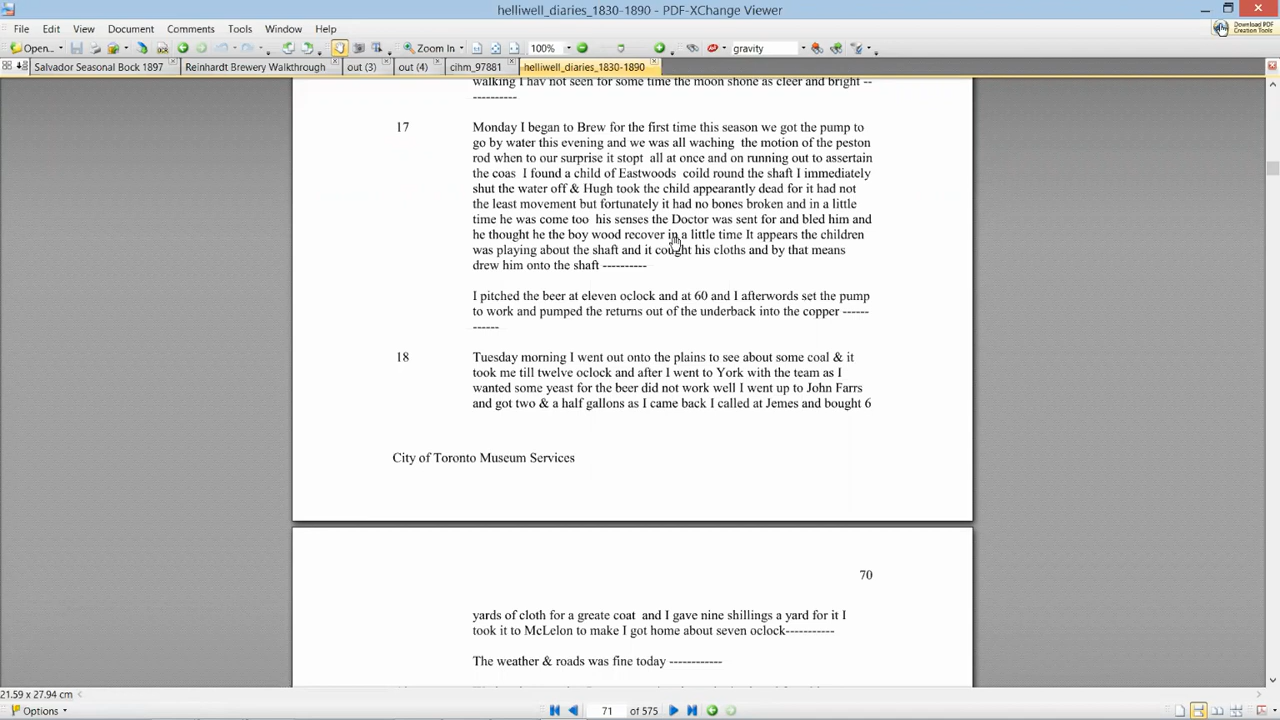 helliwell_diaries_1830-1890 - PDF-XChange Viewer
File Edit View Document Comments Tools Window Help
Download PDF Creation Tools
Open... Zoom In 100% gravity
Salvador Seasonal Bock 1897 Reinhardt Brewery Walkthrough out (3) out (4) cihm_97881 helliwell_diaries_1830-1890
walking I hav not seen for some time the moon shone as cleer and bright --
-----------
17 Monday I began to Brew for the first time this season we got the pump to
go by water this evening and we was all waching the motion of the peston
rod when to our surprise it stopt all at once and on running out to assertain
the coas I found a child of Eastwoods coild round the shaft I immediately
shut the water off & Hugh took the child appearantly dead for it had not
the least movement but fortunately it had no bones broken and in a little
time he was come too his senses the Doctor was sent for and bled him and
he thought he the boy wood recover in a little time It appears the children
was playing about the shaft and it cought his cloths and by that means
drew him onto the shaft ----------
I pitched the beer at eleven oclock and at 60 and I afterwords set the pump
to work and pumped the returns out of the underback into the copper ------
------
18 Tuesday morning I went out onto the plains to see about some coal & it
took me till twelve oclock and after I went to York with the team as I
wanted some yeast for the beer did not work well I went up to John Farrs
and got two & a half gallons as I came back I called at Jemes and bought 6
City of Toronto Museum Services
70
yards of cloth for a greate coat and I gave nine shillings a yard for it I
took it to McLelon to make I got home about seven oclock-----------
The weather & roads was fine today ------------
21.59 x 27.94 cm
Options 71 of 575